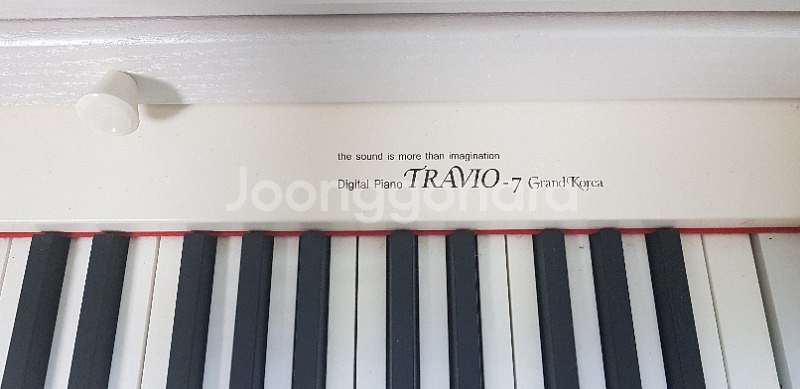 the sound is more than imagination
Digital Piano TRAVIO-7 Grand Korea
Joonggonara